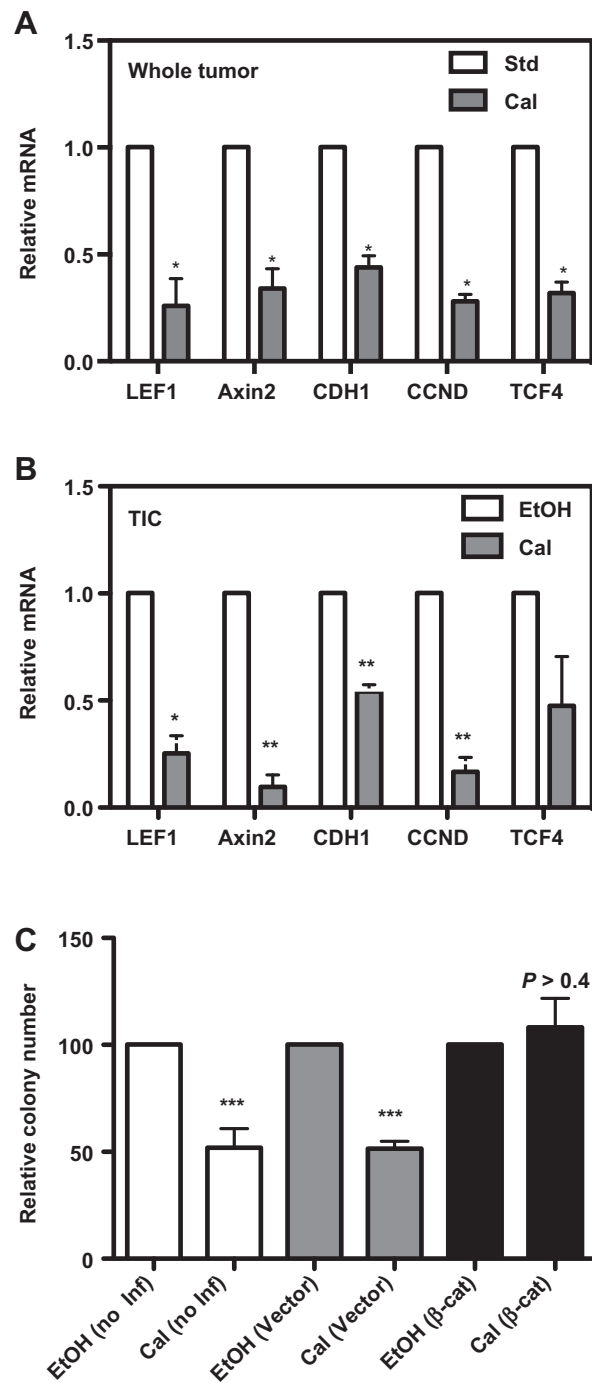 A
1.5
Whole tumor
Std
Cal
1.0
Relative mRNA
0.5
* * * * *
0.0
LEF1 Axin2 CDH1 CCND TCF4
B
1.5
TIC
EtOH
Cal
1.0
Relative mRNA
0.5
* ** ** **
0.0
LEF1 Axin2 CDH1 CCND TCF4
C
150
P > 0.4
100
Relative colony number
*** ***
50
0
EtOH (no Inf) Cal (no Inf) EtOH (Vector) Cal (Vector) EtOH (β-cat) Cal (β-cat)